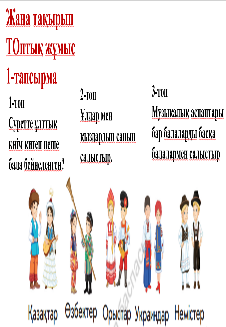 Жаңа тақырып
ТОптық жұмыс
1-тапсырма
1-топ
Суретте ұлттық
киім киген неше
бала бейнеленген?
2-топ
Ұлдар мен
қыздардың санын
салыстыр.
3-топ
Музыкалық аспаптары
бар балаларды басқа
балалармен салыстыр
Қазақтар Өзбектер Орыстар Украиндар Немістер